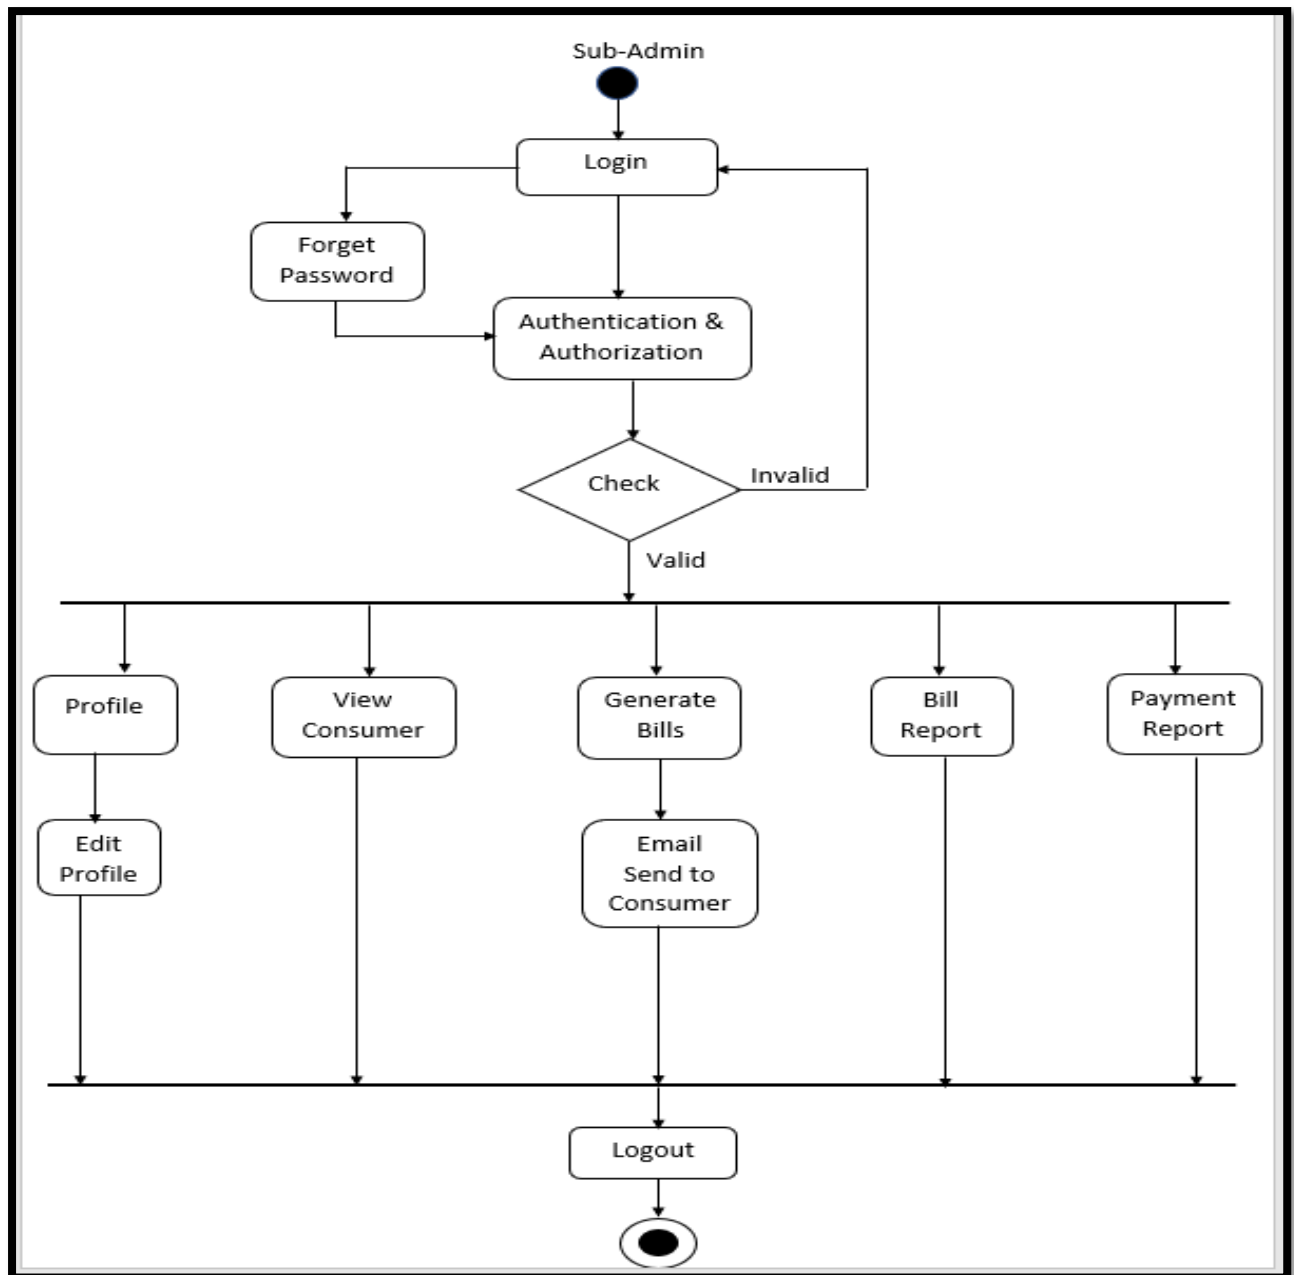 Sub-Admin
Login
Forget
Password
Authentication &
Authorization
Check
Invalid
Valid
Profile
View
Consumer
Generate
Bills
Bill
Report
Payment
Report
Edit
Profile
Email
Send to
Consumer
Logout